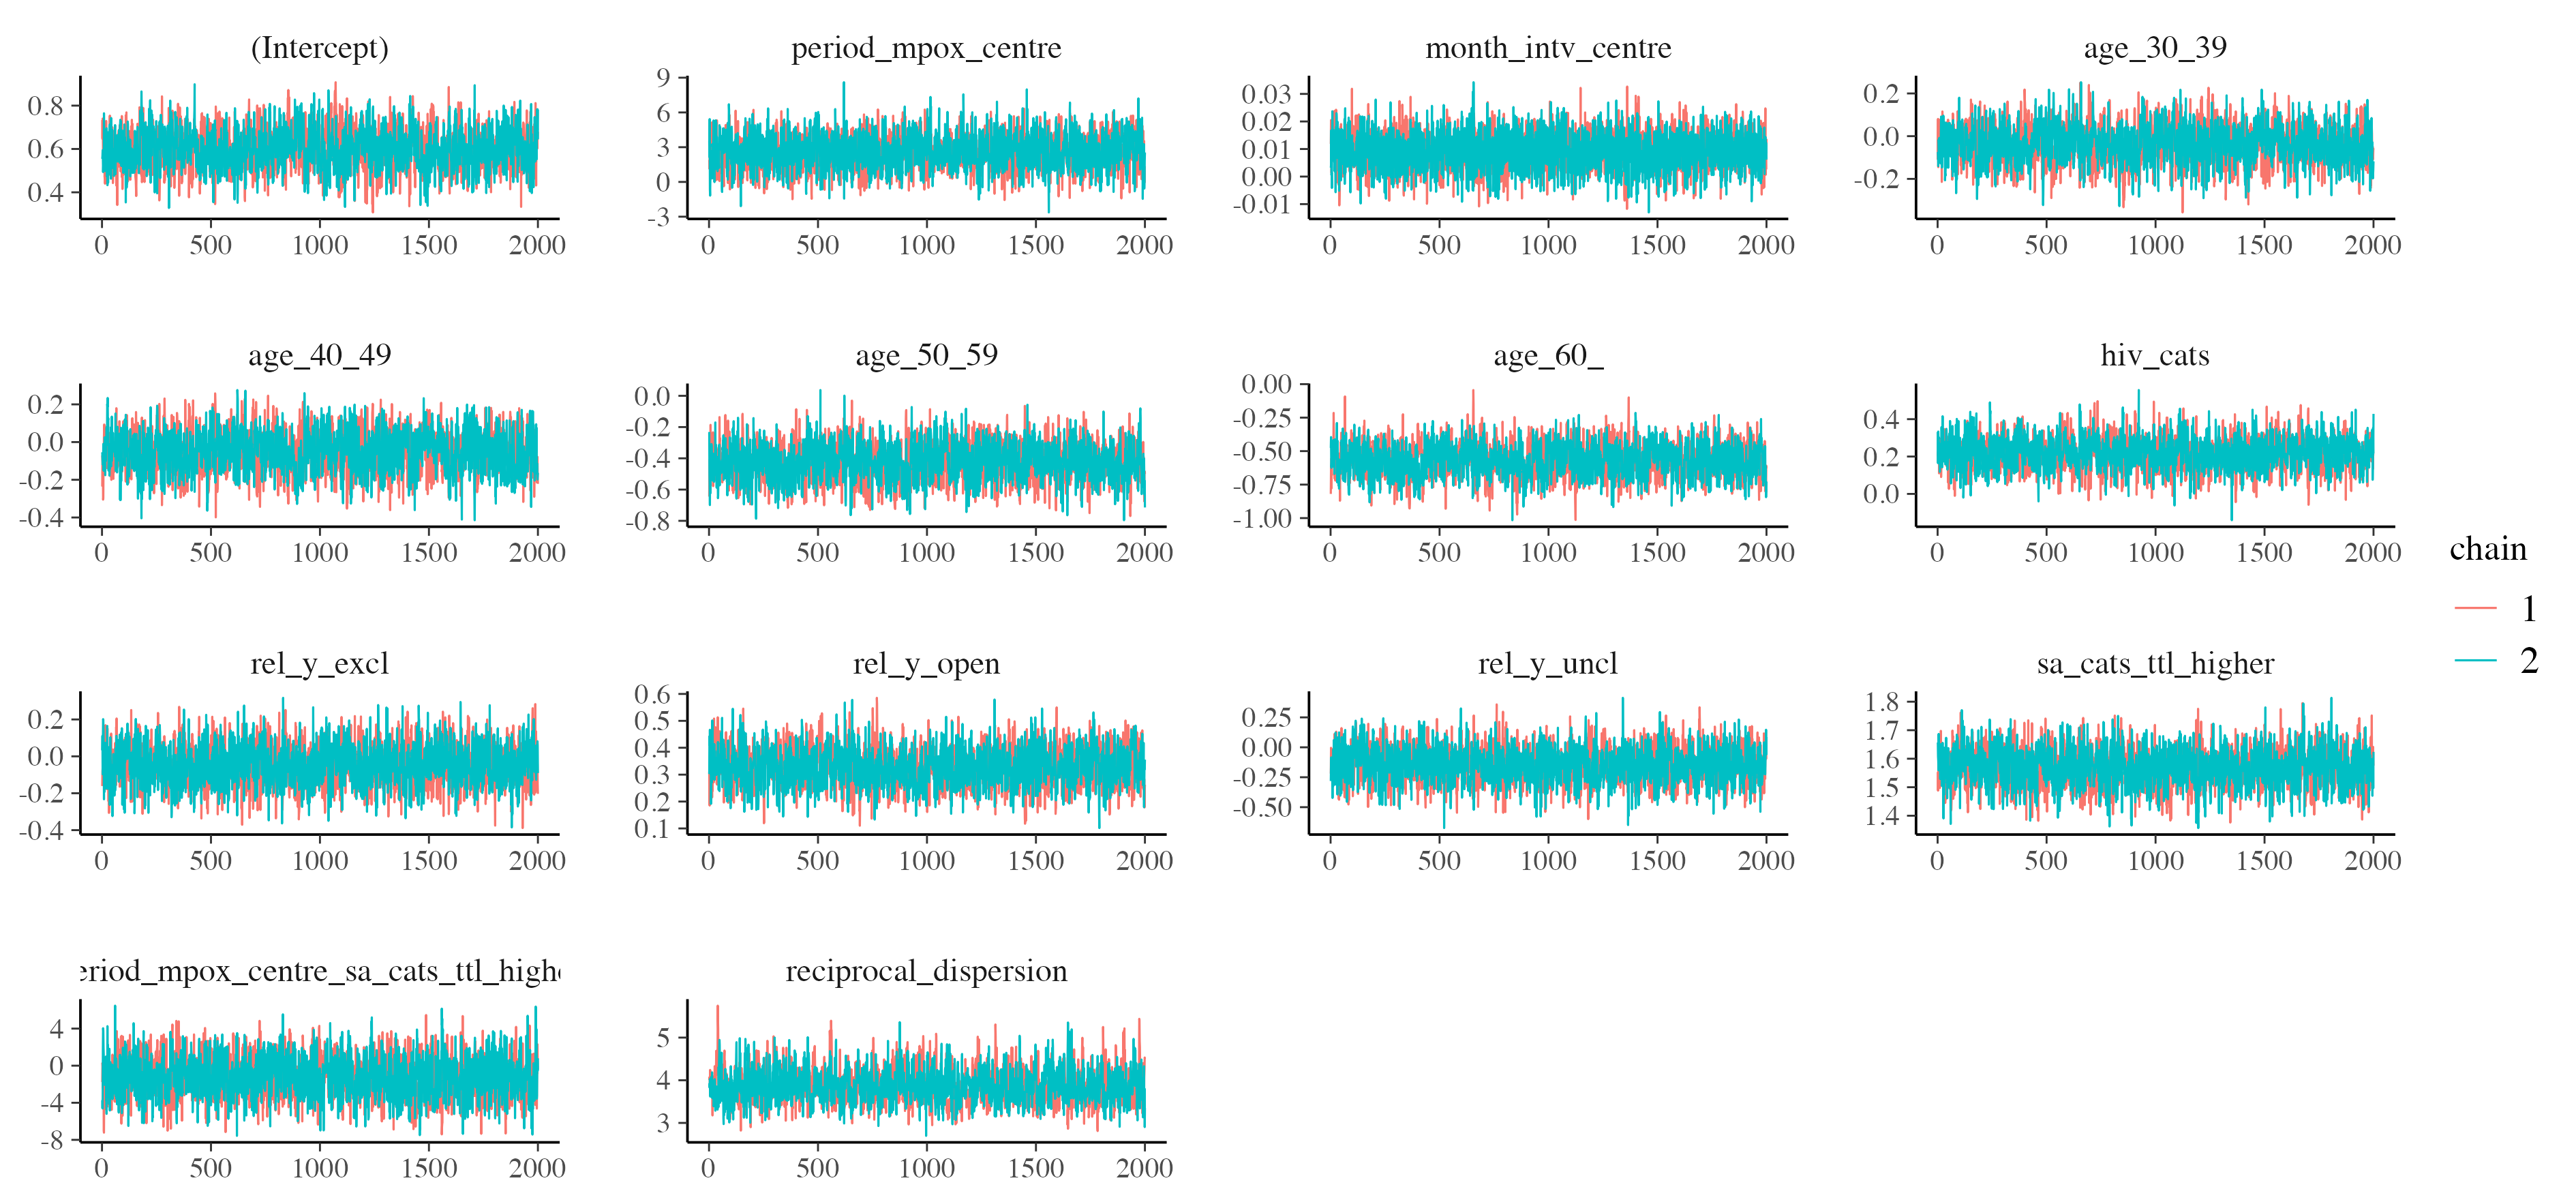 (Intercept)
period_mpox_centre
month_intv_centre
age_30_39
0.8
0.6
0.4
0 500 1000 1500 2000
9
6
3
0
-3
0 500 1000 1500 2000
0.03
0.02
0.01
0.00
-0.01
0 500 1000 1500 2000
0.2
0.0
-0.2
0 500 1000 1500 2000
age_40_49
age_50_59
age_60_
hiv_cats
0.2
0.0
-0.2
-0.4
0 500 1000 1500 2000
0.0
-0.2
-0.4
-0.6
-0.8
0 500 1000 1500 2000
0.00
-0.25
-0.50
-0.75
-1.00
0 500 1000 1500 2000
0.4
0.2
0.0
0 500 1000 1500 2000
chain
1
2
rel_y_excl
rel_y_open
rel_y_uncl
sa_cats_ttl_higher
0.2
0.0
-0.2
-0.4
0 500 1000 1500 2000
0.6
0.5
0.4
0.3
0.2
0.1
0 500 1000 1500 2000
0.25
0.00
-0.25
-0.50
0 500 1000 1500 2000
1.8
1.7
1.6
1.5
1.4
0 500 1000 1500 2000
eriod_mpox_centre_sa_cats_ttl_highe
reciprocal_dispersion
4
0
-4
-8
0 500 1000 1500 2000
5
4
3
0 500 1000 1500 2000